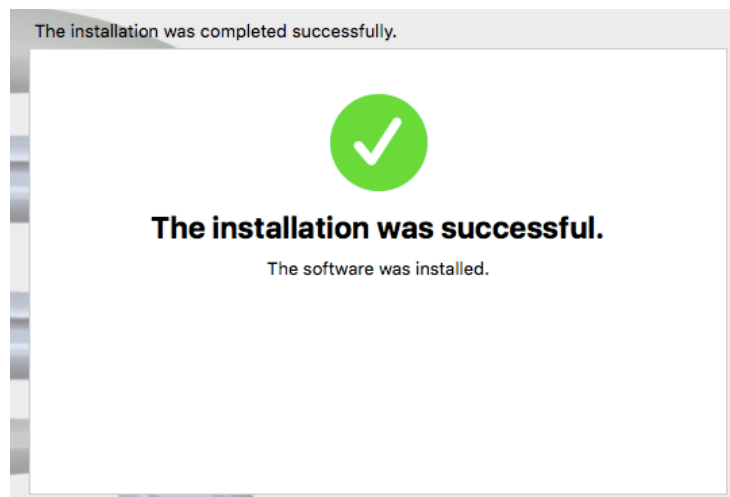 The installation was completed successfully.
The installation was successful.
The software was installed.